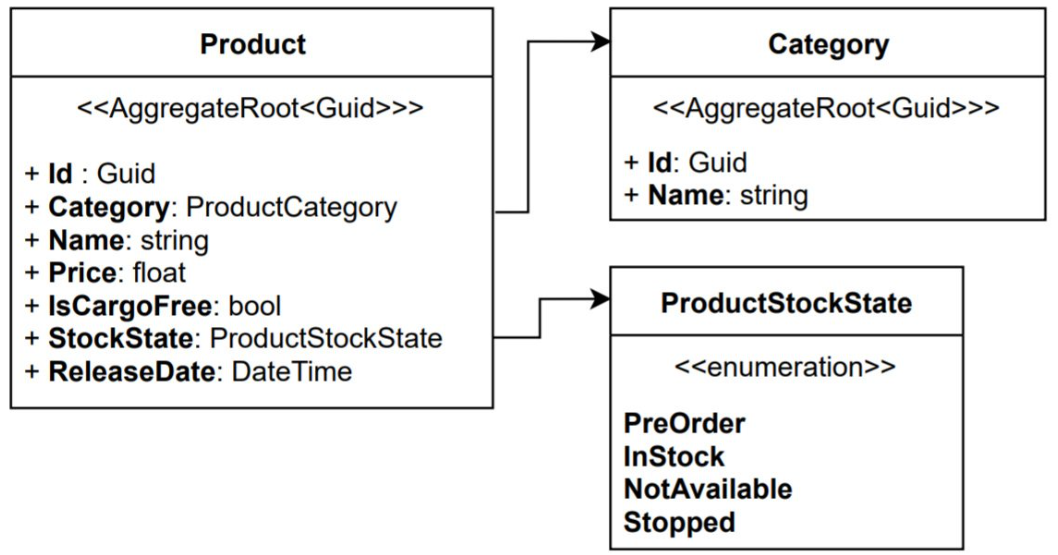 Product
<<AggregateRoot<Guid>>>
+ Id : Guid
+ Category: ProductCategory
+ Name: string
+ Price: float
+ IsCargoFree: bool
+ StockState: ProductStockState
+ ReleaseDate: DateTime
Category
<<AggregateRoot<Guid>>>
+ Id: Guid
+ Name: string
ProductStockState
<<enumeration>>
PreOrder
InStock
NotAvailable
Stopped